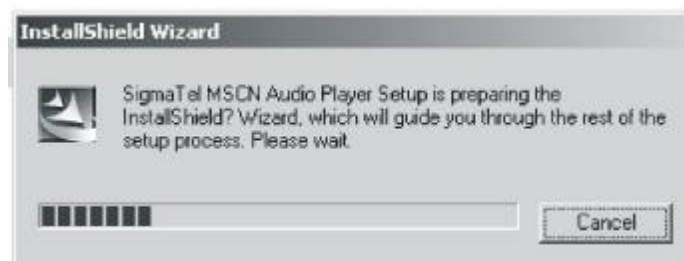 InstallShield Wizard
SigmaTel MSCN Audio Player Setup is preparing the
InstallShield? Wizard, which will guide you through the rest of the
setup process. Please wait.
Cancel